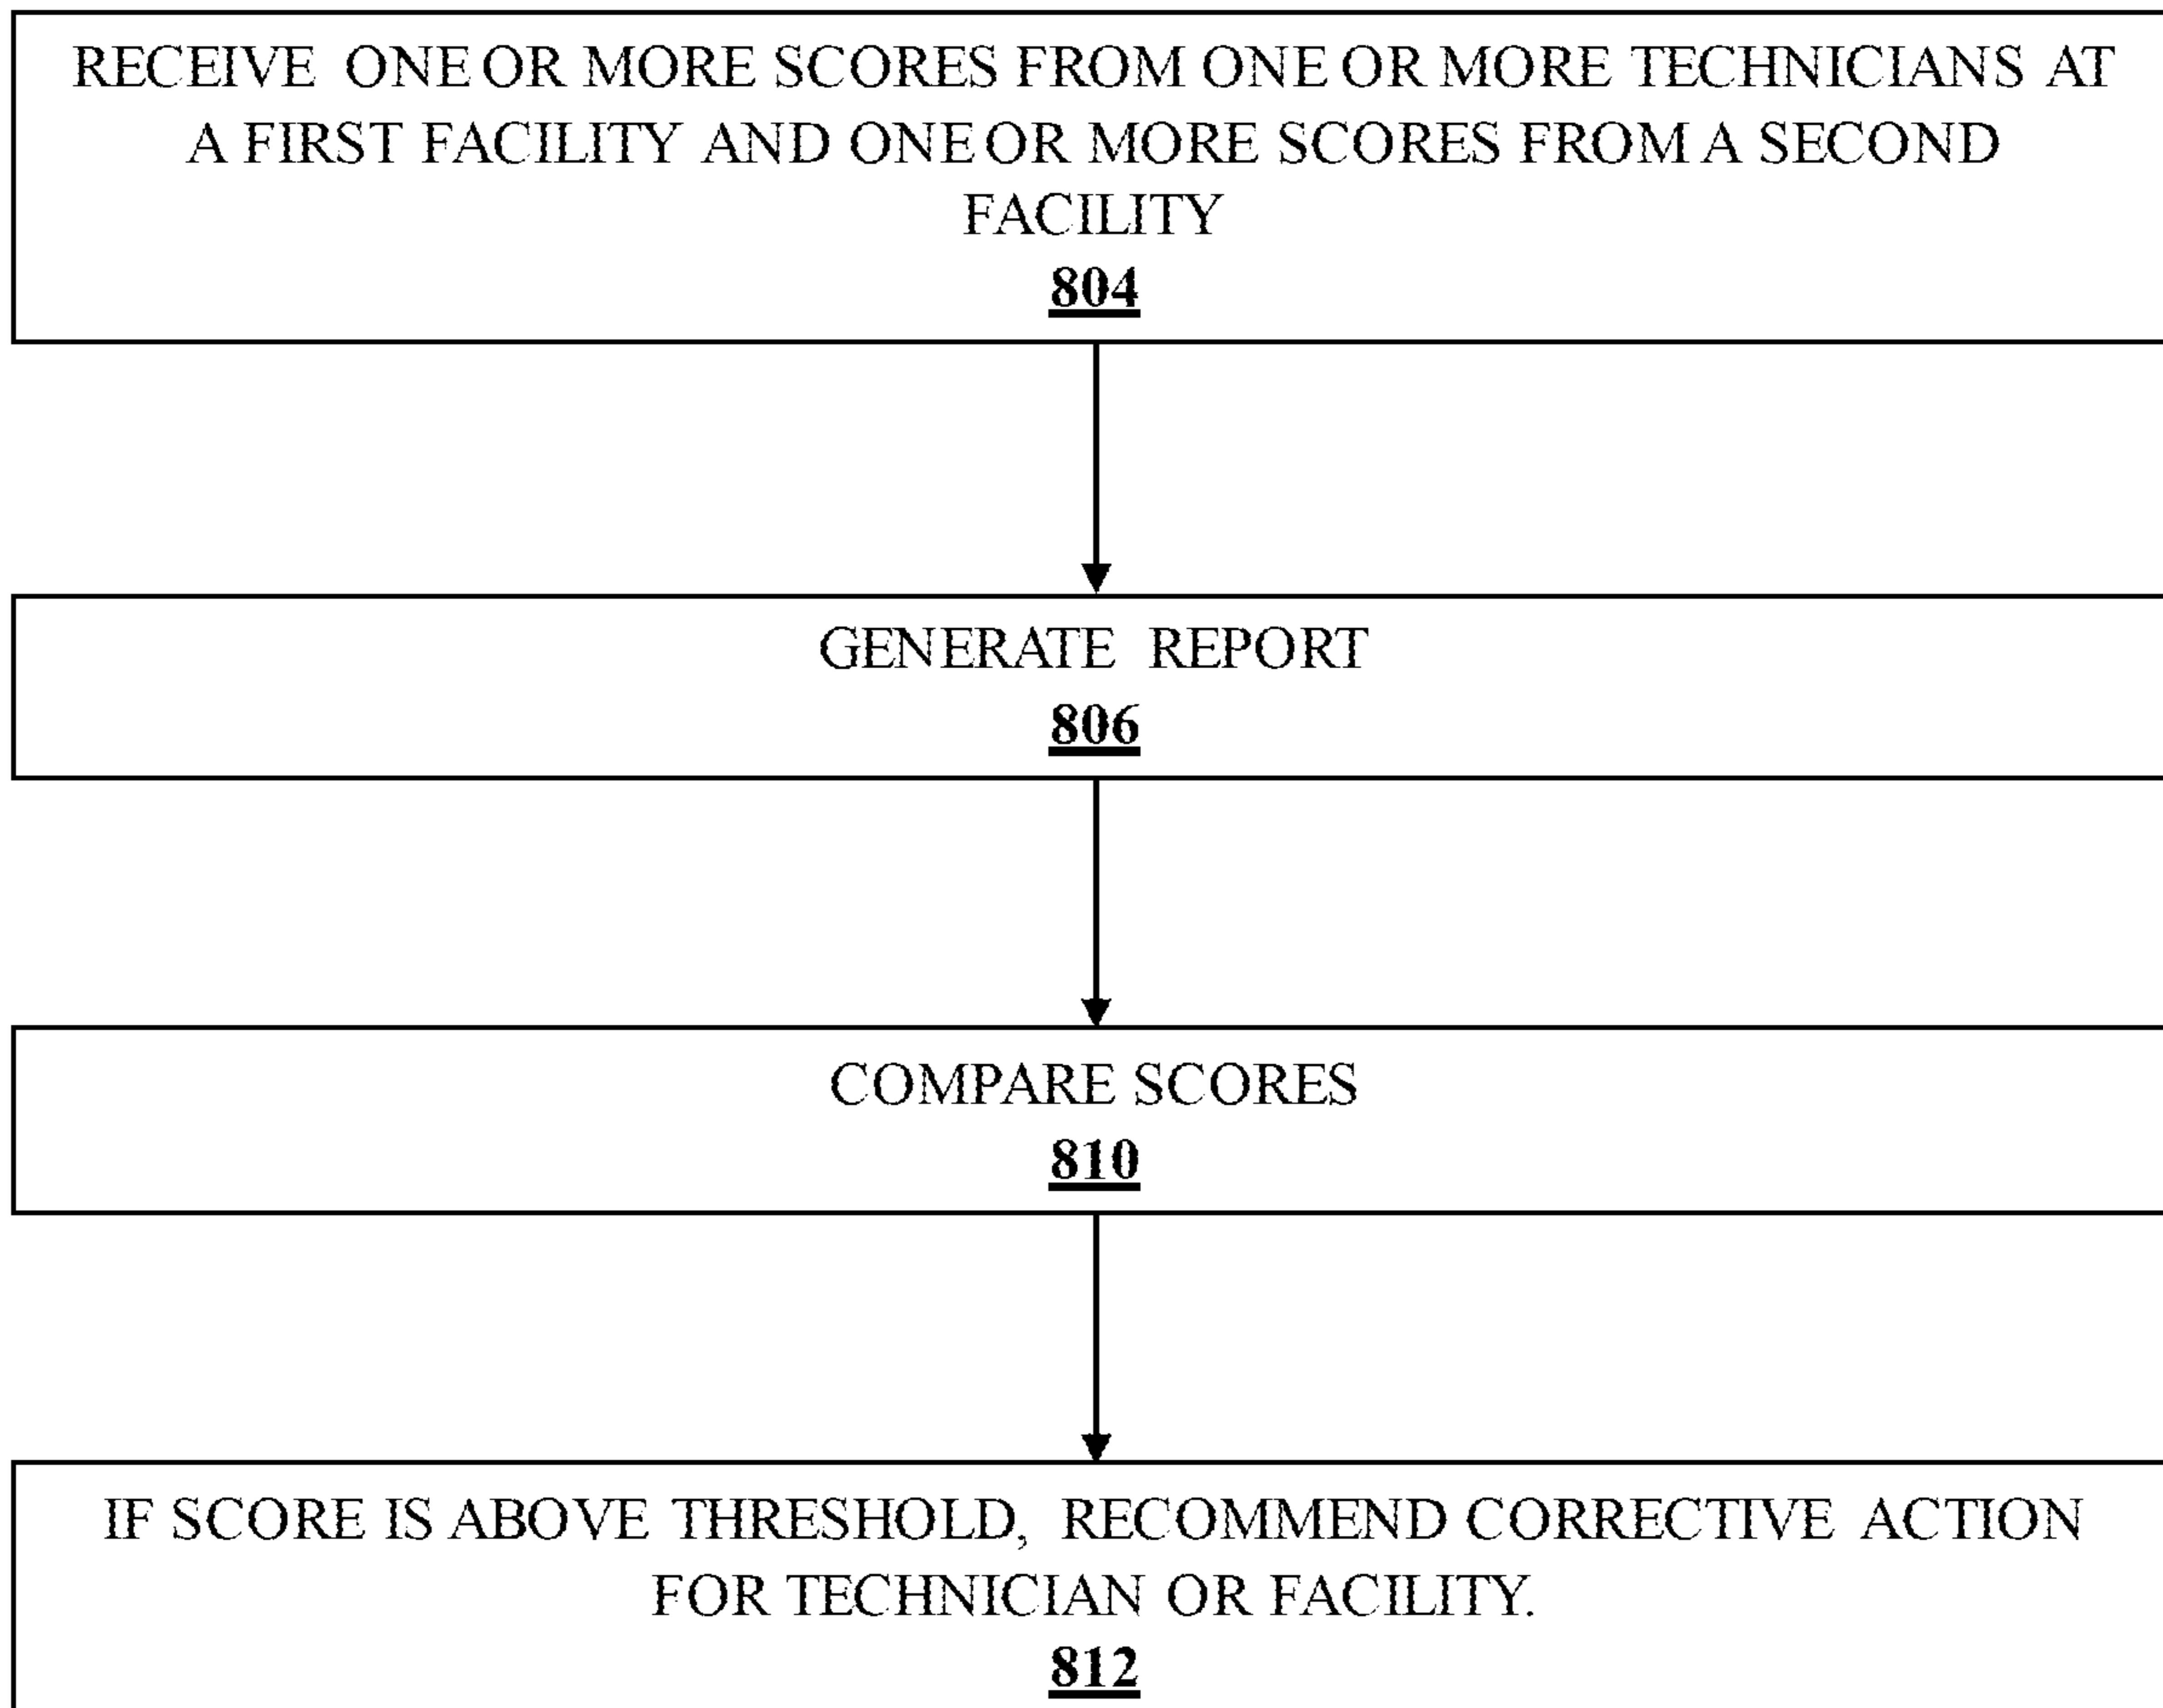 RECEIVE ONE OR MORE SCORES FROM ONE OR MORE TECHNICIANS AT
A FIRST FACILITY AND ONE OR MORE SCORES FROM A SECOND
FACILITY
804
GENERATE REPORT
806
COMPARE SCORES
810
IF SCORE IS ABOVE THRESHOLD, RECOMMEND CORRECTIVE ACTION
FOR TECHNICIAN OR FACILITY.
812